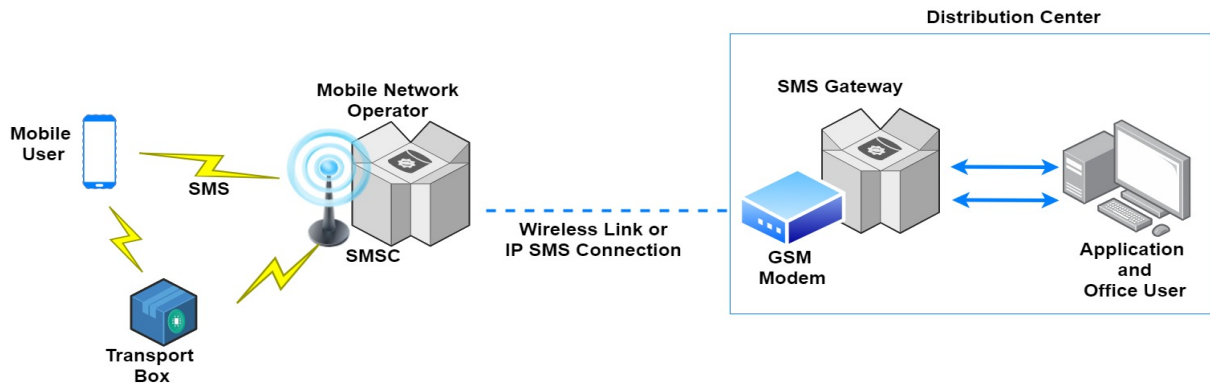 Distribution Center
Mobile Network
Operator
SMS Gateway
Mobile
User
SMS
SMSC
Wireless Link or
IP SMS Connection
GSM
Modem
Application
and
Office User
Transport
Box